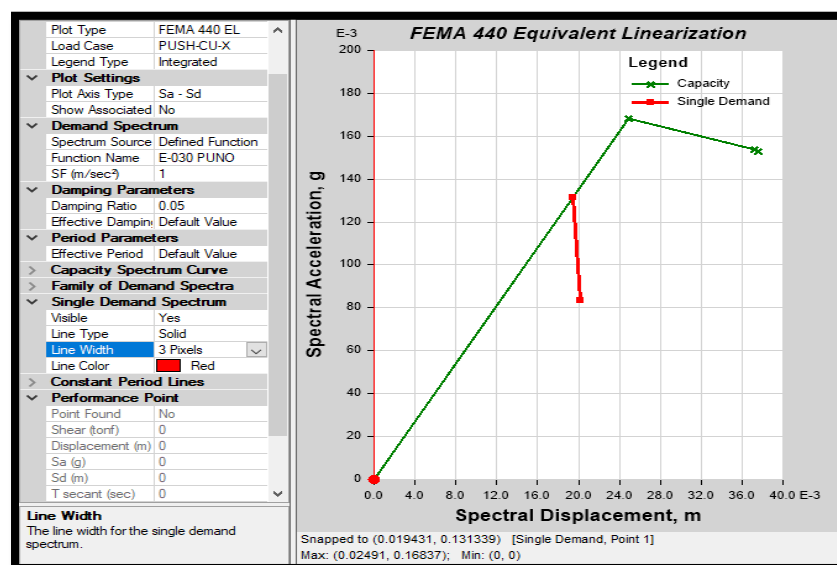 Plot Type FEMA 440 EL
Load Case PUSH-CU-X
Legend Type Integrated
Plot Settings
Plot Axis Type Sa - Sd
Show Associated No
Demand Spectrum
Spectrum Source Defined Function
Function Name E-030 PUNO
SF (m/sec²) 1
Damping Parameters
Damping Ratio 0.05
Effective Damping Default Value
Period Parameters
Effective Period Default Value
Capacity Spectrum Curve
Family of Demand Spectra
Single Demand Spectrum
Visible Yes
Line Type Solid
Line Width 3 Pixels
Line Color Red
Constant Period Lines
Performance Point
Point Found No
Shear (tonf) 0
Displacement (m) 0
Sa (g) 0
Sd (m) 0
T secant (sec) 0
Line Width
The line width for the single demand
spectrum.
E-3
FEMA 440 Equivalent Linearization
Legend
Capacity
Single Demand
200
180
160
140
120
100
80
60
40
20
0
Spectral Acceleration, g
0.0 4.0 8.0 12.0 16.0 20.0 24.0 28.0 32.0 36.0 40.0 E-3
Spectral Displacement, m
Snapped to (0.019431, 0.131339) [Single Demand, Point 1]
Max: (0.02491, 0.16837); Min: (0, 0)